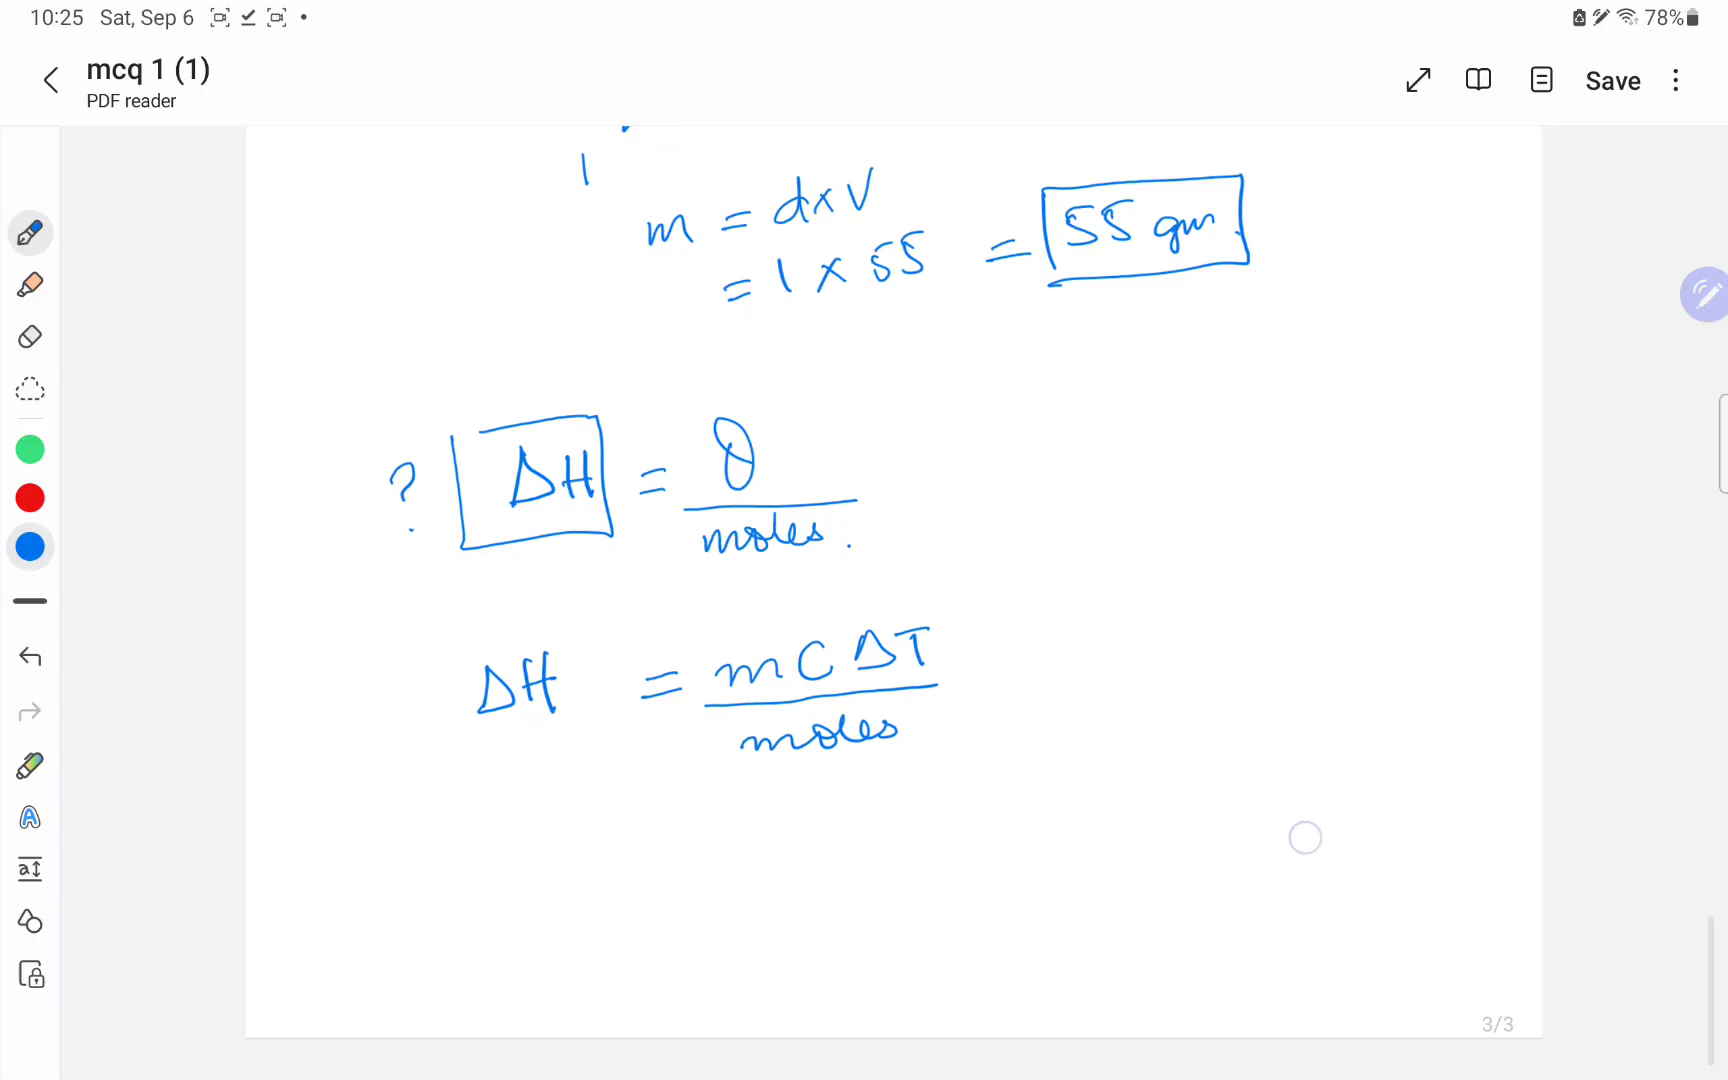 10:25 Sat, Sep 6 78%
mcq 1 (1)
PDF reader
Save
m = d x V
= 1 x 55 = 55 gm
? ΔH = Q
moles.
ΔH = m C ΔT
moles
3/3